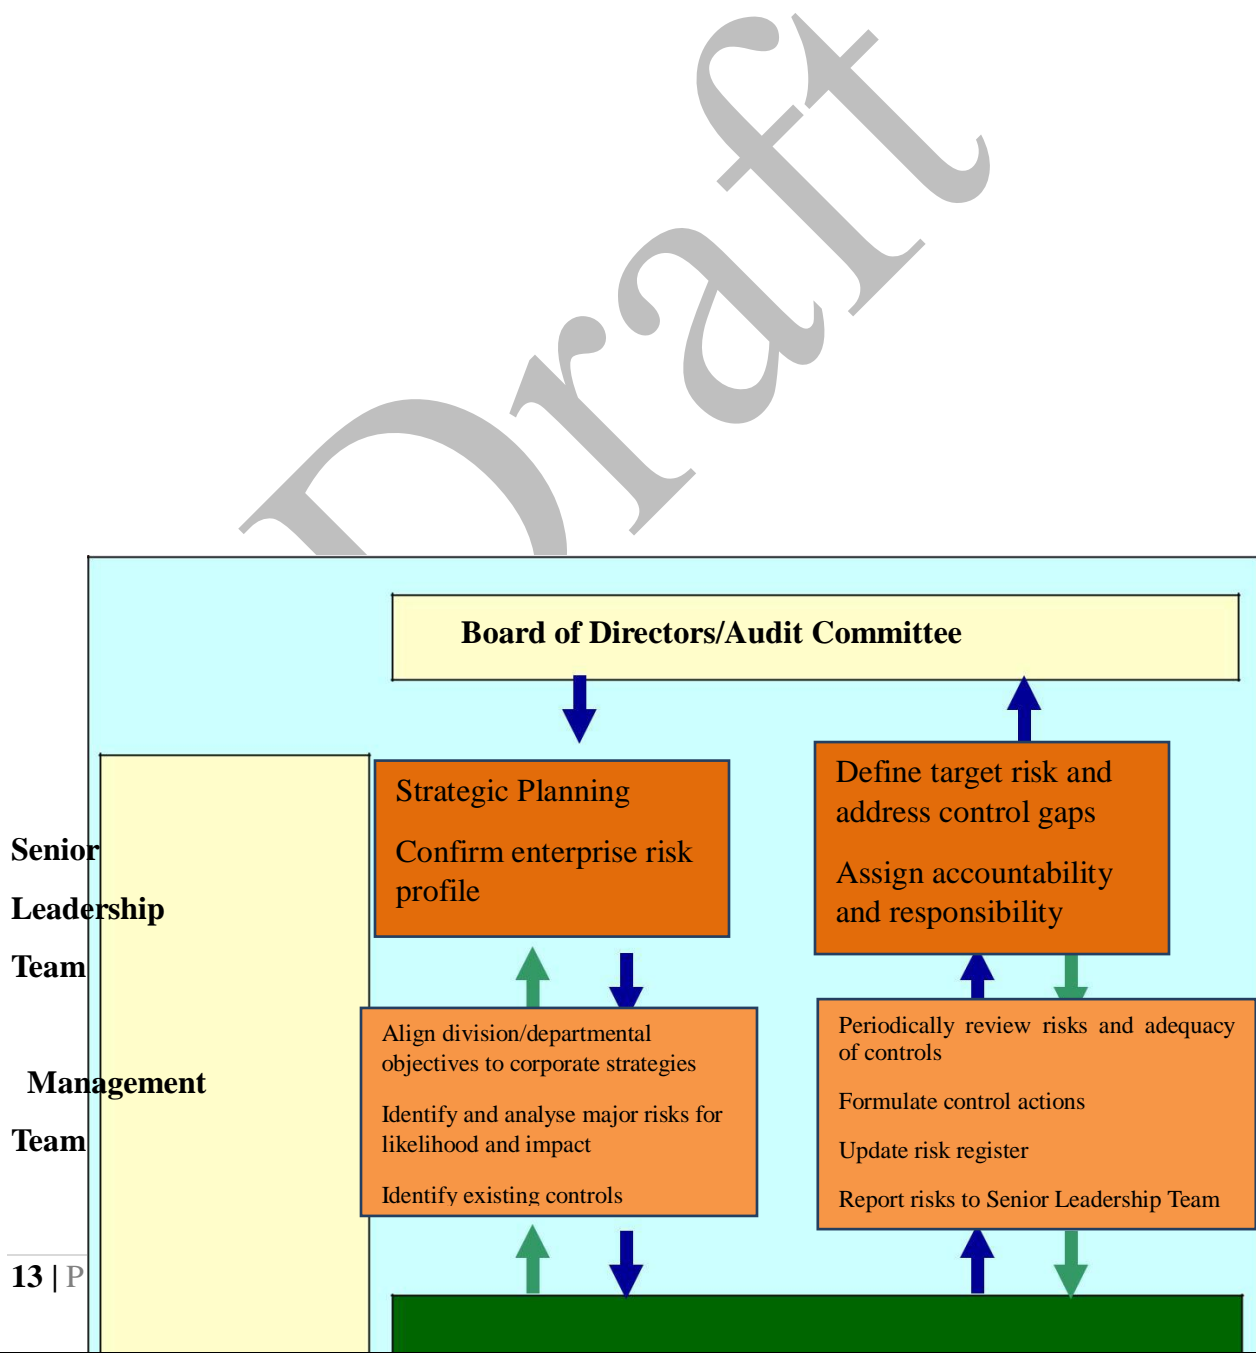 Draft
Board of Directors/Audit Committee
Strategic Planning
Confirm enterprise risk
profile
Define target risk and
address control gaps
Assign accountability
and responsibility
Senior
Leadership
Team
Align division/departmental
objectives to corporate strategies
Identify and analyse major risks for
likelihood and impact
Identify existing controls
Periodically review risks and adequacy
of controls
Formulate control actions
Update risk register
Report risks to Senior Leadership Team
Management
Team
13 | P